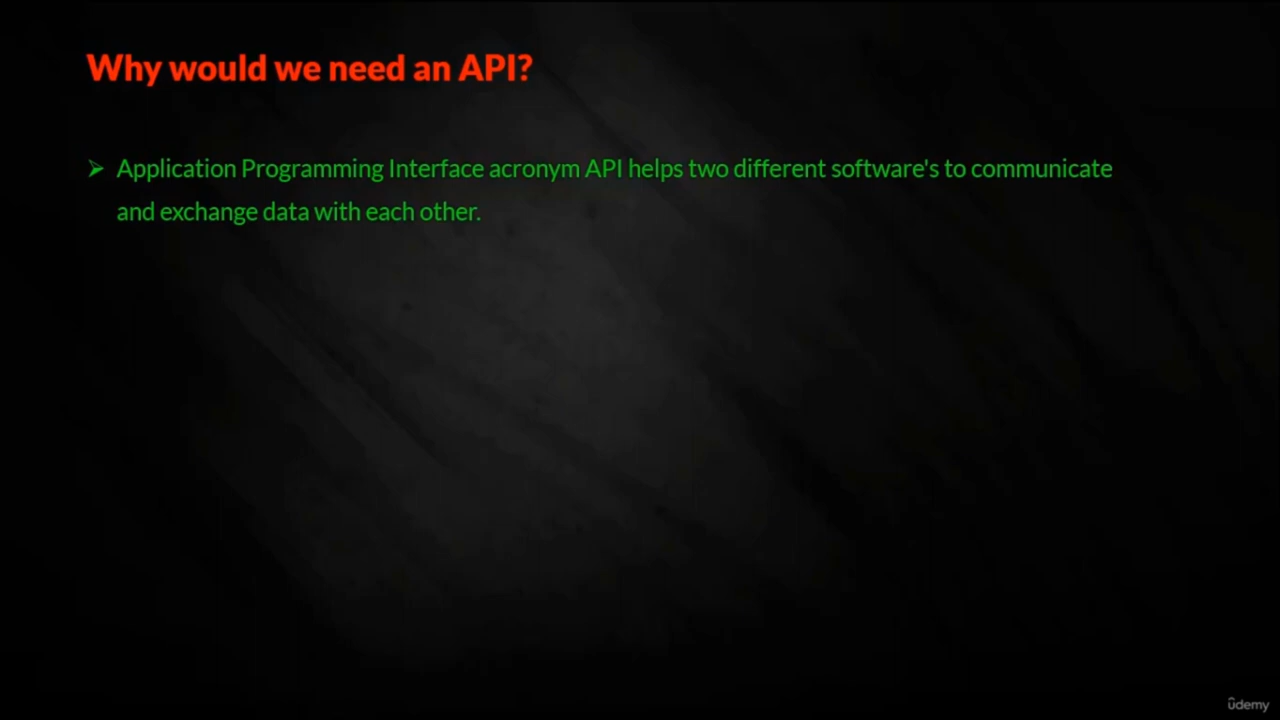 Why would we need an API?
➢ Application Programming Interface acronym API helps two different software's to communicate
and exchange data with each other.
ûdemy